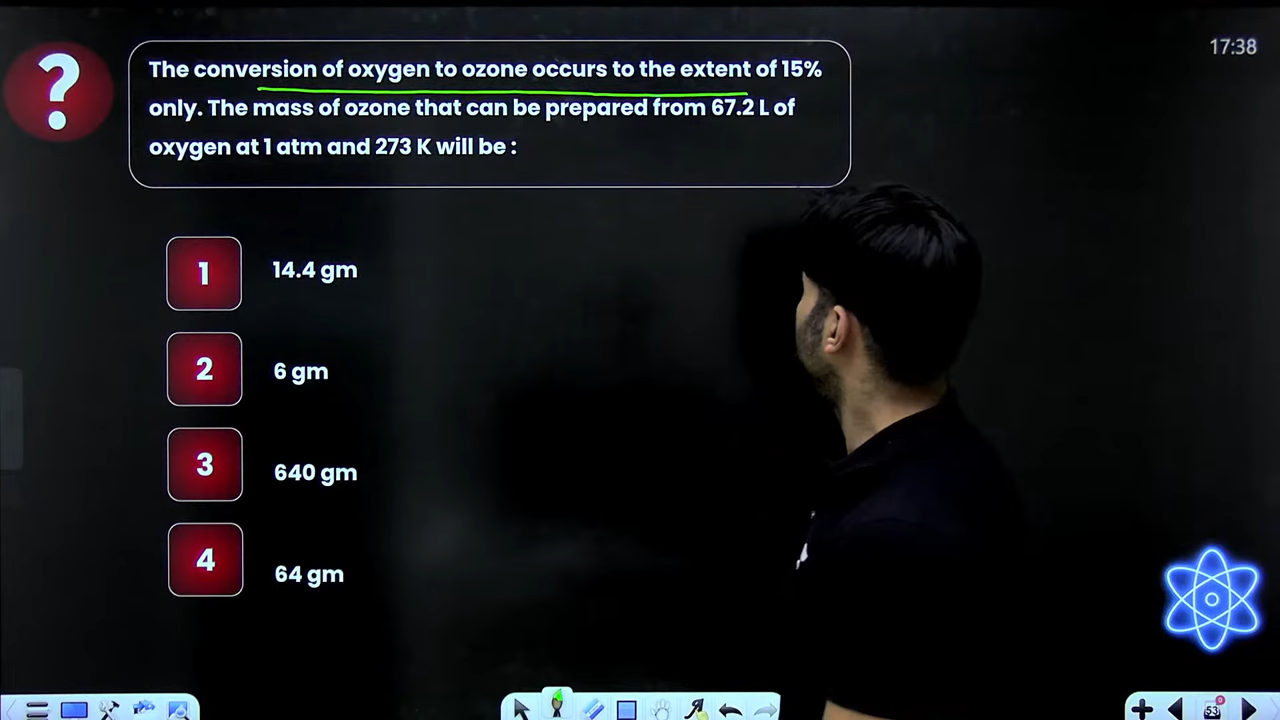 17:38
?
The conversion of oxygen to ozone occurs to the extent of 15%
only. The mass of ozone that can be prepared from 67.2 L of
oxygen at 1 atm and 273 K will be :
1 14.4 gm
2 6 gm
3 640 gm
4 64 gm
53